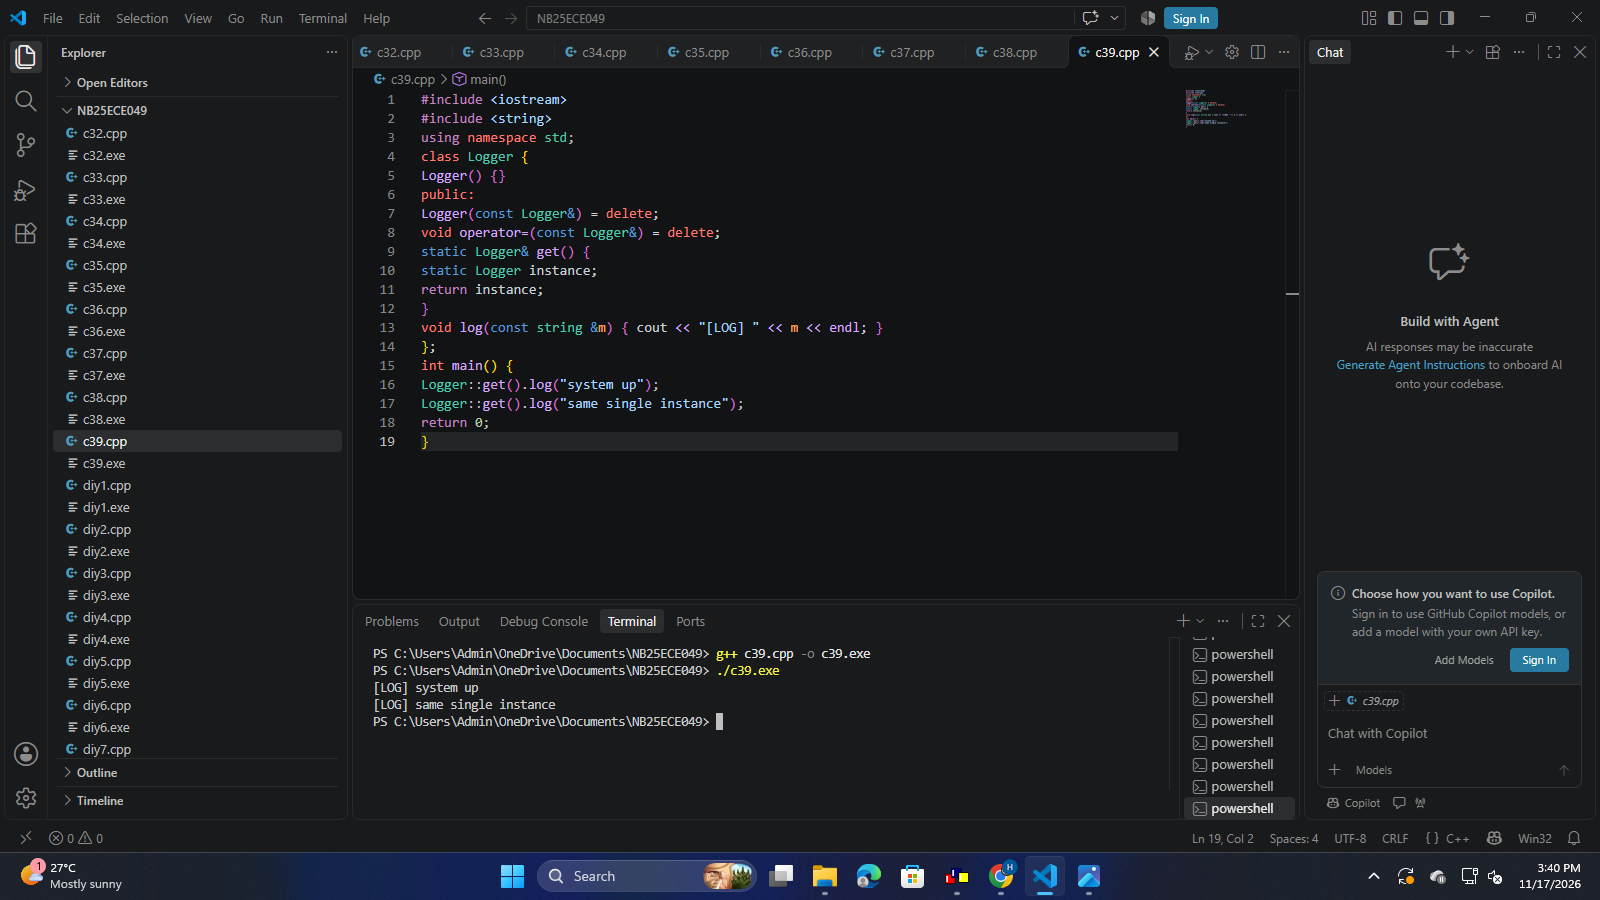 File Edit Selection View Go Run Terminal Help
NB25ECE049
Sign In
Explorer
Open Editors
NB25ECE049
c32.cpp
c32.exe
c33.cpp
c33.exe
c34.cpp
c34.exe
c35.cpp
c35.exe
c36.cpp
c36.exe
c37.cpp
c37.exe
c38.cpp
c38.exe
c39.cpp
c39.exe
diy1.cpp
diy1.exe
diy2.cpp
diy2.exe
diy3.cpp
diy3.exe
diy4.cpp
diy4.exe
diy5.cpp
diy5.exe
diy6.cpp
diy6.exe
diy7.cpp
Outline
Timeline
c32.cpp c33.cpp c34.cpp c35.cpp c36.cpp c37.cpp c38.cpp c39.cpp
c39.cpp > main()
1 #include <iostream>
2 #include <string>
3 using namespace std;
4 class Logger {
5 Logger() {}
6 public:
7 Logger(const Logger&) = delete;
8 void operator=(const Logger&) = delete;
9 static Logger& get() {
10 static Logger instance;
11 return instance;
12 }
13 void log(const string &m) { cout << "[LOG] " << m << endl; }
14 };
15 int main() {
16 Logger::get().log("system up");
17 Logger::get().log("same single instance");
18 return 0;
19 }
Problems Output Debug Console Terminal Ports
PS C:\Users\Admin\OneDrive\Documents\NB25ECE049> g++ c39.cpp -o c39.exe
PS C:\Users\Admin\OneDrive\Documents\NB25ECE049> ./c39.exe
[LOG] system up
[LOG] same single instance
PS C:\Users\Admin\OneDrive\Documents\NB25ECE049>
powershell
powershell
powershell
powershell
powershell
powershell
powershell
powershell
Chat
Build with Agent
AI responses may be inaccurate
Generate Agent Instructions to onboard AI
onto your codebase.
Choose how you want to use Copilot.
Sign in to use GitHub Copilot models, or
add a model with your own API key.
Add Models Sign In
c39.cpp
Chat with Copilot
Models
Copilot
0 0
Ln 19, Col 2 Spaces: 4 UTF-8 CRLF { } C++ Win32
1
27°C
Mostly sunny
Search
H
3:40 PM
11/17/2026